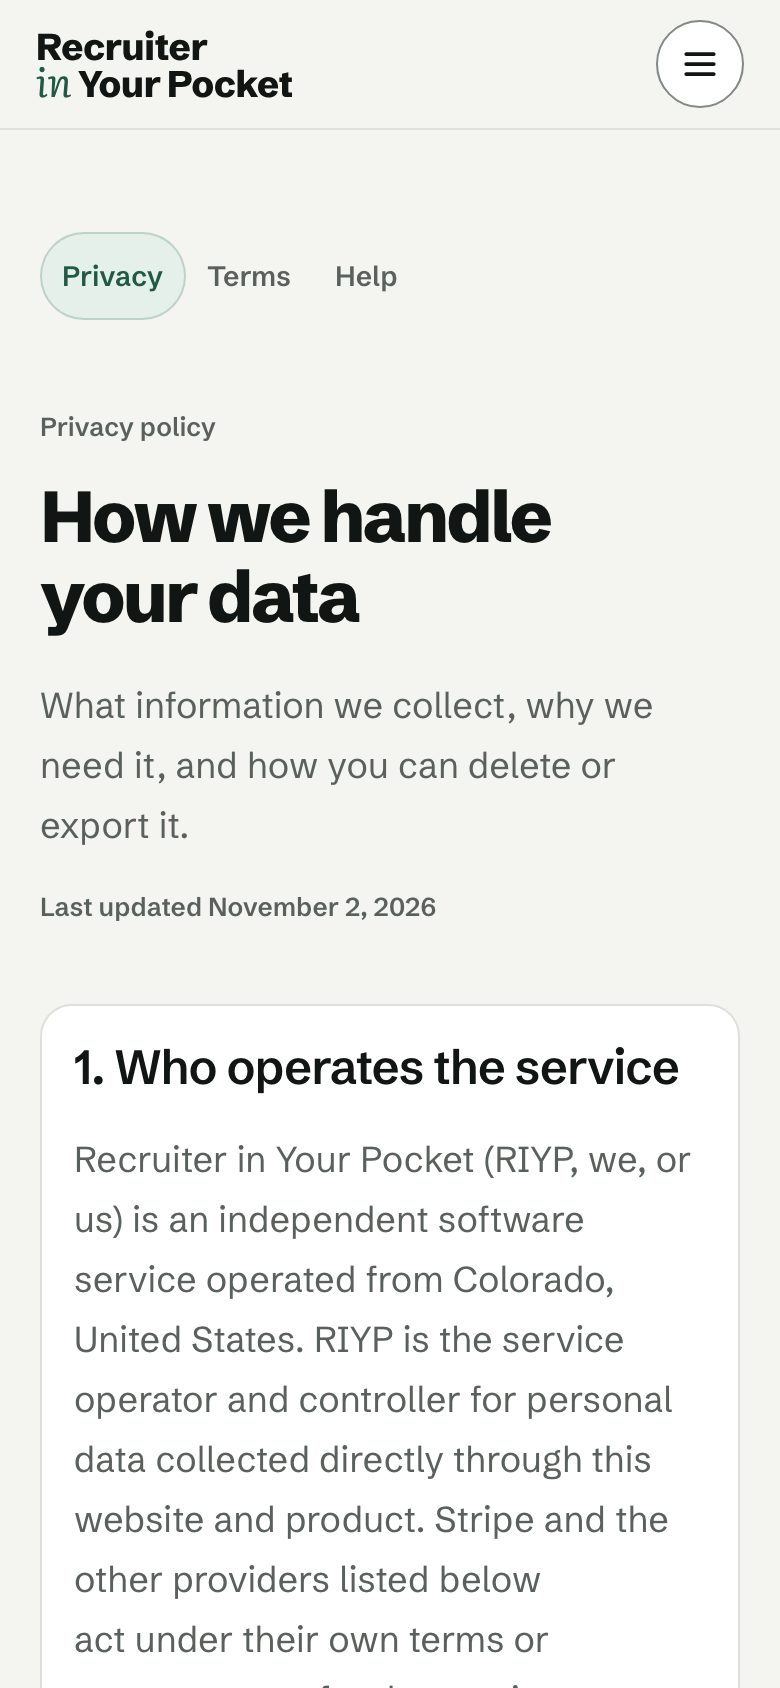 Recruiter
in Your Pocket
Privacy Terms Help
Privacy policy
How we handle
your data
What information we collect, why we
need it, and how you can delete or
export it.
Last updated November 2, 2026
1. Who operates the service
Recruiter in Your Pocket (RIYP, we, or
us) is an independent software
service operated from Colorado,
United States. RIYP is the service
operator and controller for personal
data collected directly through this
website and product. Stripe and the
other providers listed below
act under their own terms or